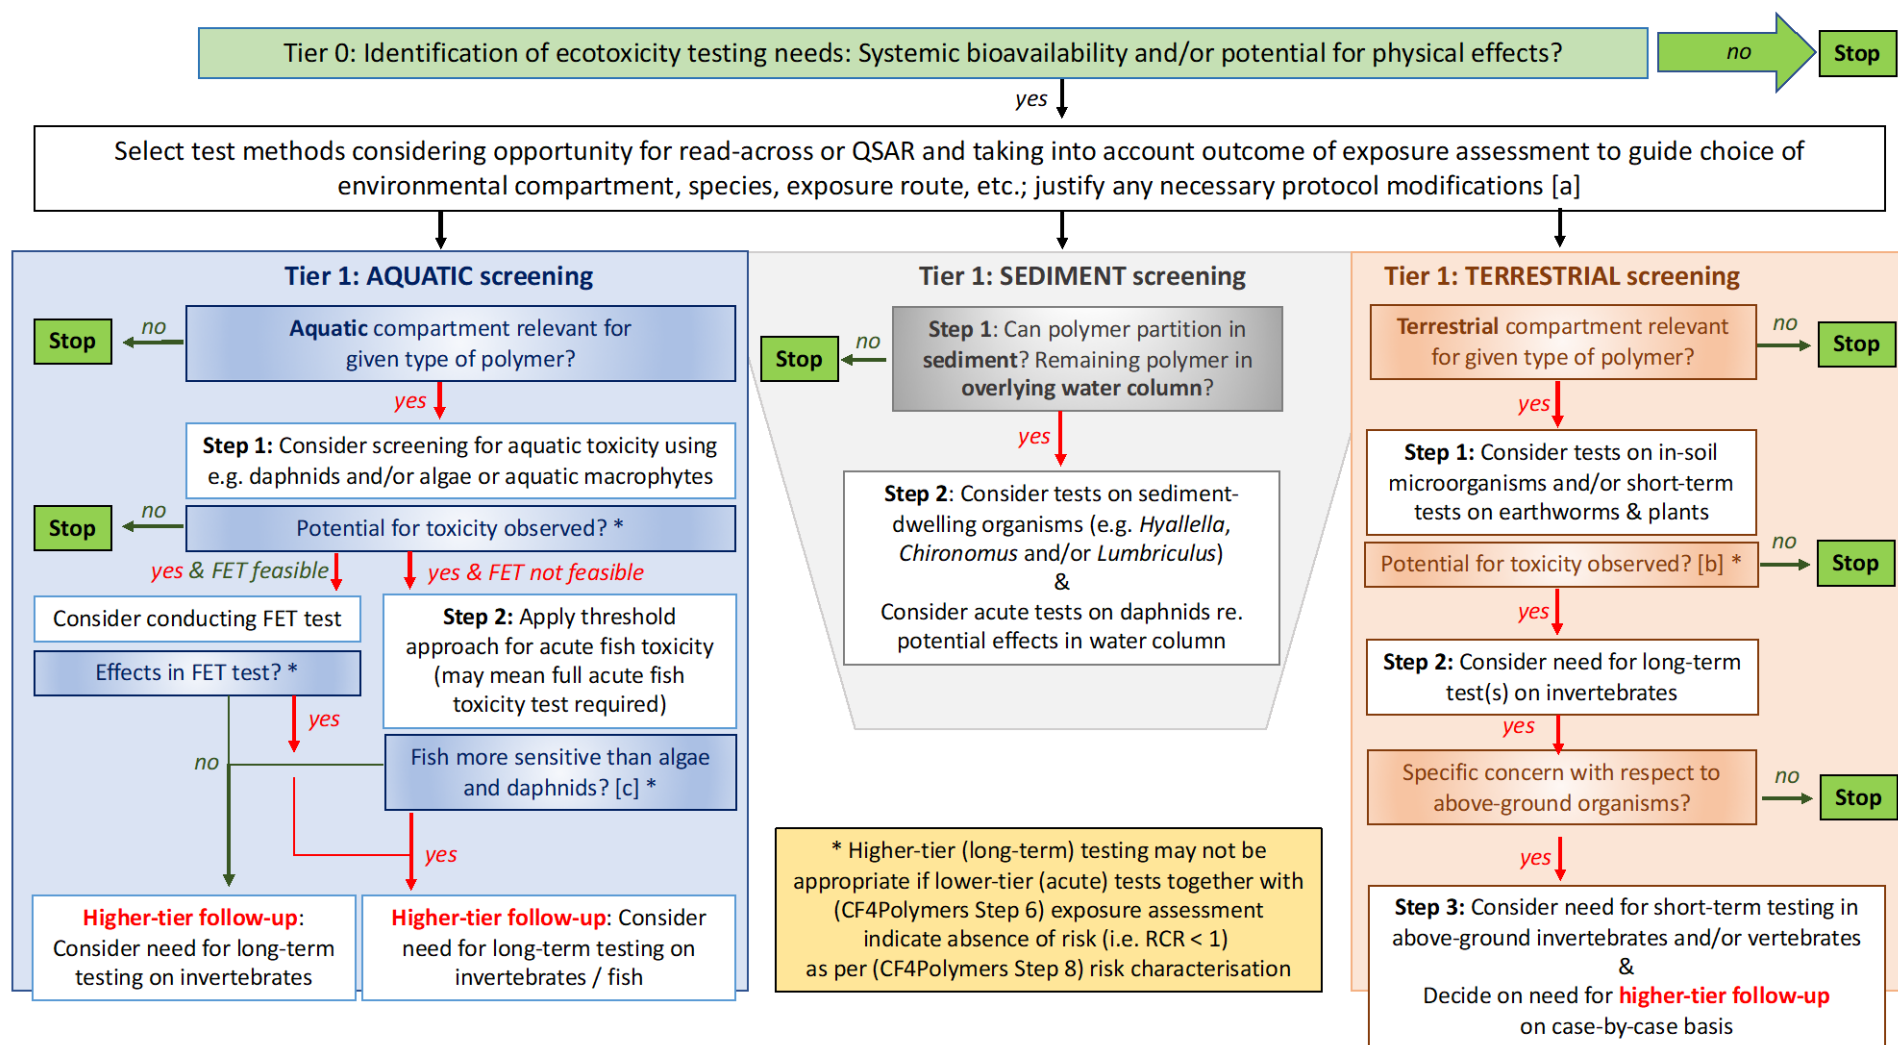 Tier 0: Identification of ecotoxicity testing needs: Systemic bioavailability and/or potential for physical effects?
no
Stop
yes
Select test methods considering opportunity for read-across or QSAR and taking into account outcome of exposure assessment to guide choice of
environmental compartment, species, exposure route, etc.; justify any necessary protocol modifications [a]
Tier 1: AQUATIC screening
Aquatic compartment relevant for
given type of polymer?
no
Stop
yes
Step 1: Consider screening for aquatic toxicity using
e.g. daphnids and/or algae or aquatic macrophytes
Potential for toxicity observed? *
no
Stop
yes & FET feasible
yes & FET not feasible
Consider conducting FET test
Effects in FET test? *
Step 2: Apply threshold
approach for acute fish toxicity
(may mean full acute fish
toxicity test required)
yes
no
Fish more sensitive than algae
and daphnids? [c] *
yes
Higher-tier follow-up:
Consider need for long-term
testing on invertebrates
Higher-tier follow-up: Consider
need for long-term testing on
invertebrates / fish
Tier 1: SEDIMENT screening
Step 1: Can polymer partition in
sediment? Remaining polymer in
overlying water column?
no
Stop
yes
Step 2: Consider tests on sediment-
dwelling organisms (e.g. Hyallella,
Chironomus and/or Lumbriculus)
&
Consider acute tests on daphnids re.
potential effects in water column
* Higher-tier (long-term) testing may not be
appropriate if lower-tier (acute) tests together with
(CF4Polymers Step 6) exposure assessment
indicate absence of risk (i.e. RCR < 1)
as per (CF4Polymers Step 8) risk characterisation
Tier 1: TERRESTRIAL screening
Terrestrial compartment relevant
for given type of polymer?
no
Stop
yes
Step 1: Consider tests on in-soil
microorganisms and/or short-term
tests on earthworms & plants
Potential for toxicity observed? [b] *
no
Stop
yes
Step 2: Consider need for long-term
test(s) on invertebrates
yes
Specific concern with respect to
above-ground organisms?
no
Stop
yes
Step 3: Consider need for short-term testing in
above-ground invertebrates and/or vertebrates
&
Decide on need for higher-tier follow-up
on case-by-case basis